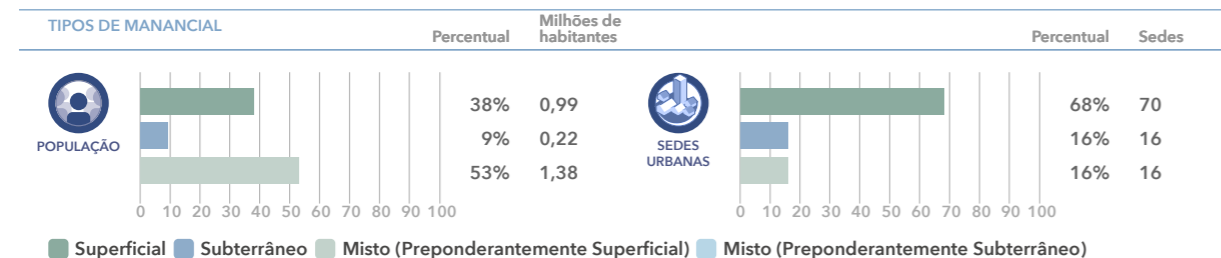 TIPOS DE MANANCIAL Percentual Milhões de habitantes Percentual Sedes
POPULAÇÃO
38% 0,99
9% 0,22
53% 1,38
0 10 20 30 40 50 60 70 80 90 100
SEDES URBANAS
68% 70
16% 16
16% 16
0 10 20 30 40 50 60 70 80 90 100
Superficial Subterrâneo Misto (Preponderantemente Superficial) Misto (Preponderantemente Subterrâneo)